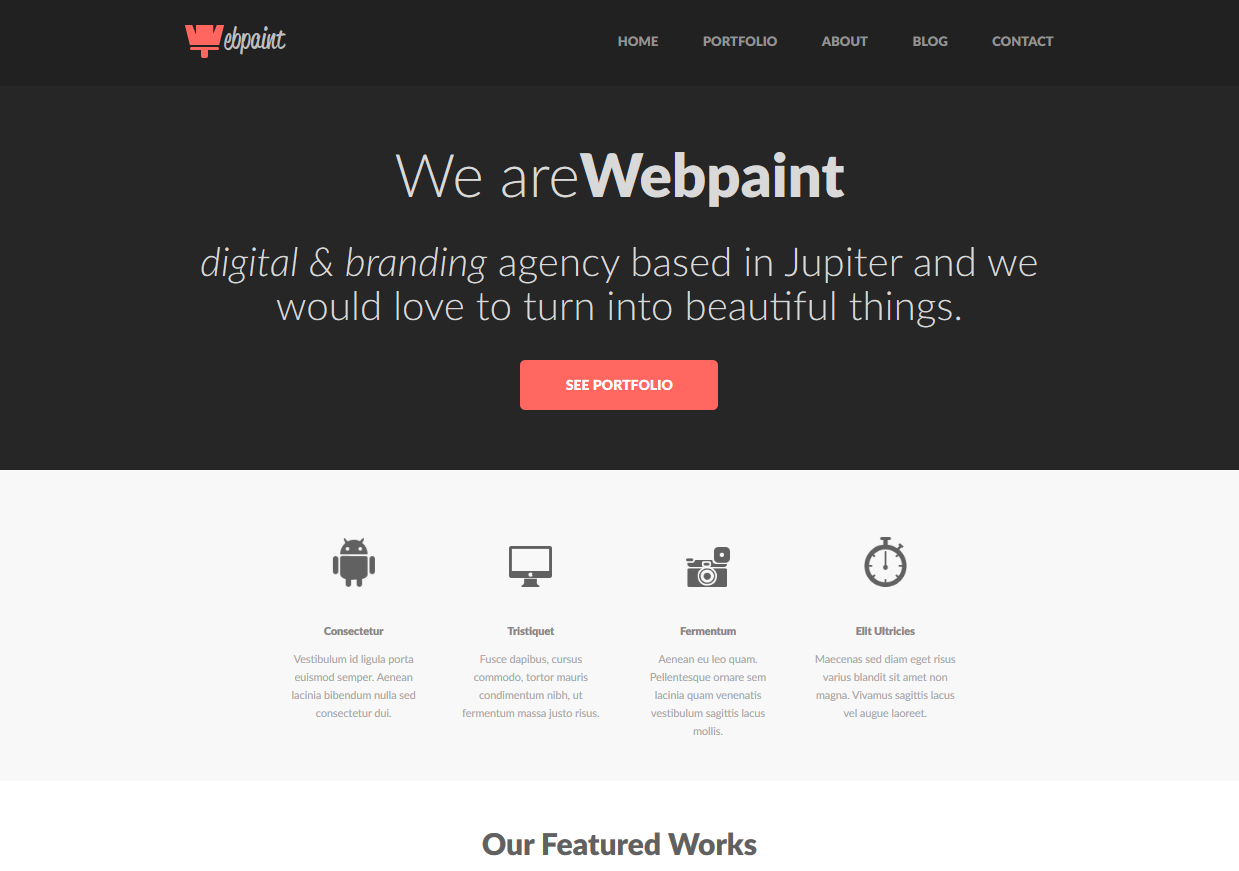 Webpaint
HOME PORTFOLIO ABOUT BLOG CONTACT
We areWebpaint
digital & branding agency based in Jupiter and we
would love to turn into beautiful things.
SEE PORTFOLIO
Consectetur
Vestibulum id ligula porta
euismod semper. Aenean
lacinia bibendum nulla sed
consectetur dui.
Tristiquet
Fusce dapibus, cursus
commodo, tortor mauris
condimentum nibh, ut
fermentum massa justo risus.
Fermentum
Aenean eu leo quam.
Pellentesque ornare sem
lacinia quam venenatis
vestibulum sagittis lacus
mollis.
Elit Ultricies
Maecenas sed diam eget risus
varius blandit sit amet non
magna. Vivamus sagittis lacus
vel augue laoreet.
Our Featured Works